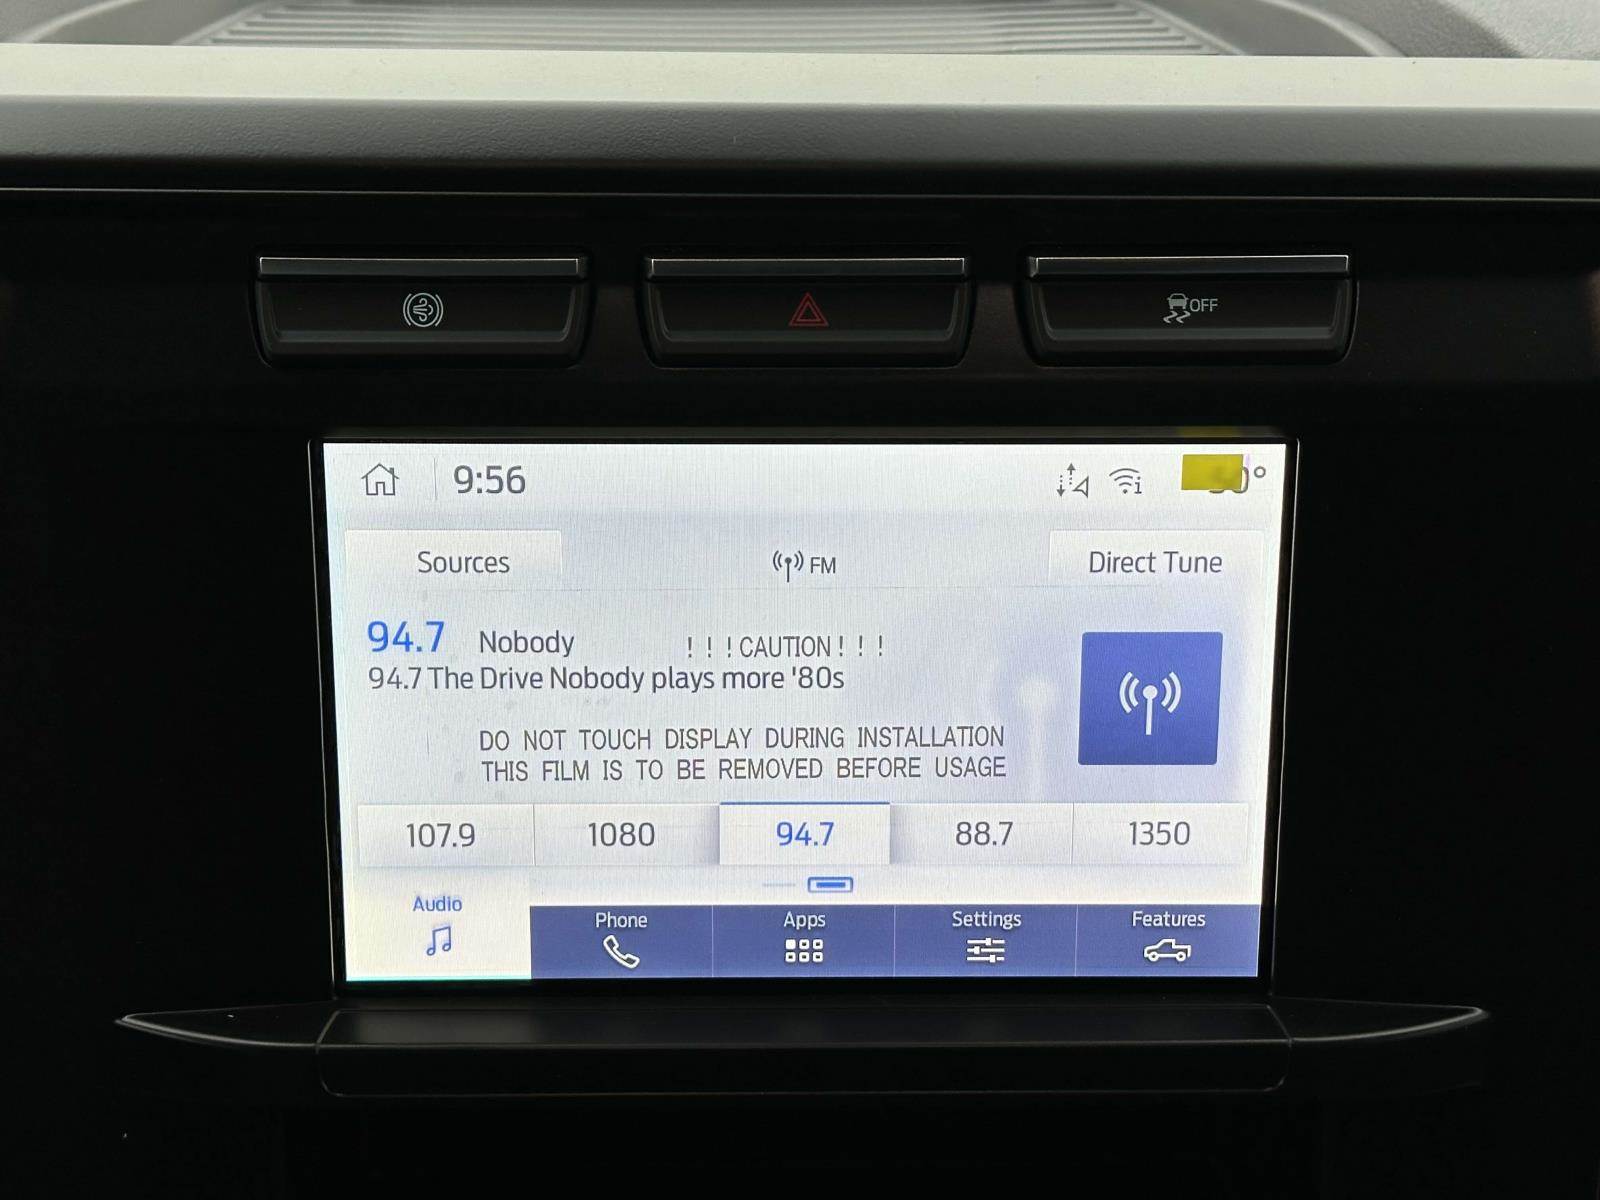 OFF
9:56
Sources
FM
Direct Tune
94.7 Nobody
! ! ! CAUTION ! ! !
94.7 The Drive Nobody plays more '80s
DO NOT TOUCH DISPLAY DURING INSTALLATION
THIS FILM IS TO BE REMOVED BEFORE USAGE
107.9 1080 94.7 88.7 1350
Audio Phone Apps Settings Features